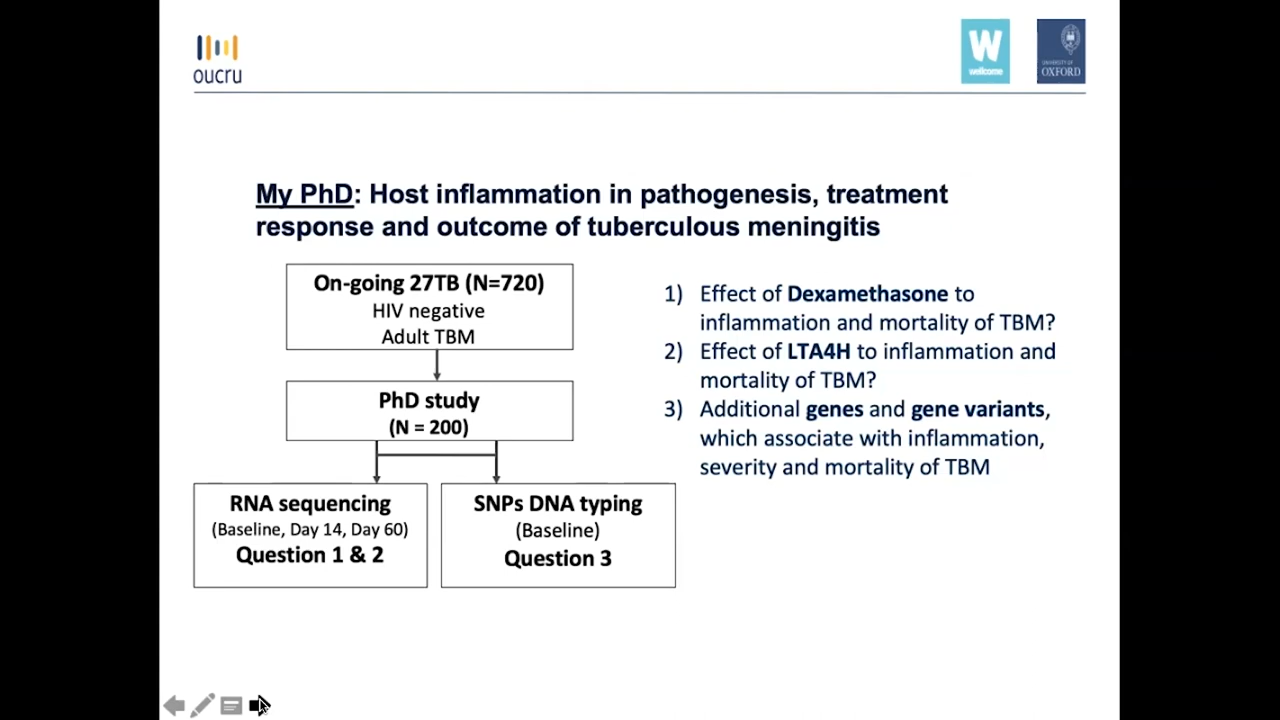 oucru
W
wellcome
UNIVERSITY OF
OXFORD
My PhD: Host inflammation in pathogenesis, treatment
response and outcome of tuberculous meningitis
On-going 27TB (N=720)
HIV negative
Adult TBM
PhD study
(N = 200)
RNA sequencing
(Baseline, Day 14, Day 60)
Question 1 & 2
SNPs DNA typing
(Baseline)
Question 3
1) Effect of Dexamethasone to
inflammation and mortality of TBM?
2) Effect of LTA4H to inflammation and
mortality of TBM?
3) Additional genes and gene variants,
which associate with inflammation,
severity and mortality of TBM